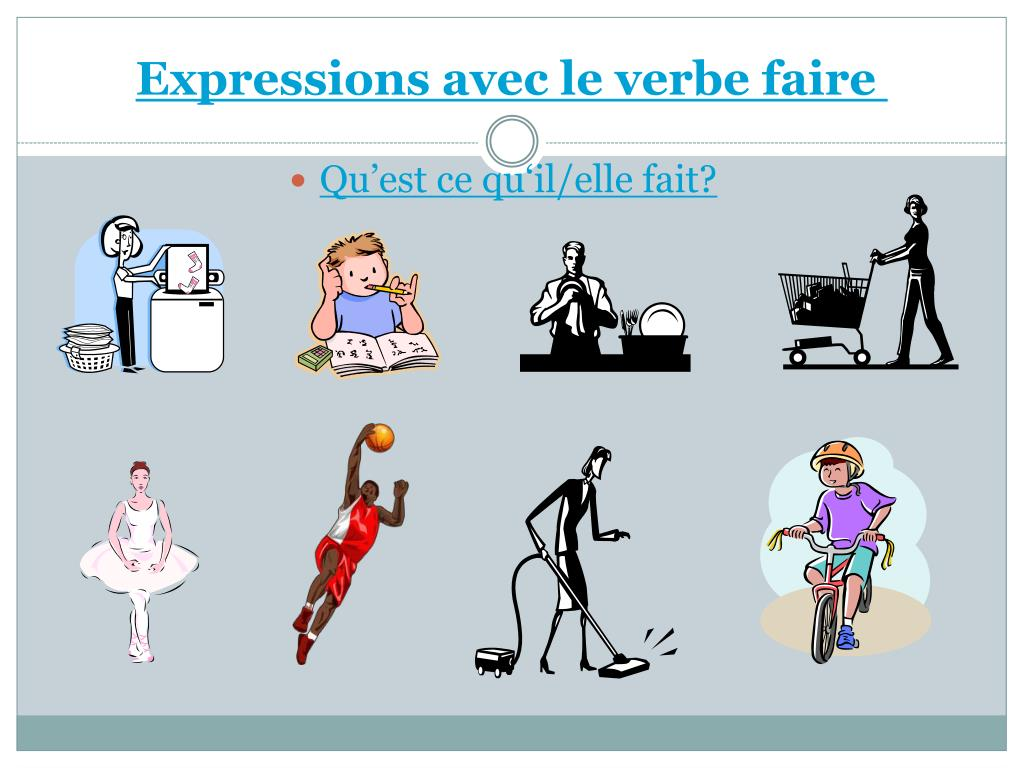 Expressions avec le verbe faire
• Qu’est ce qu‘il/elle fait?